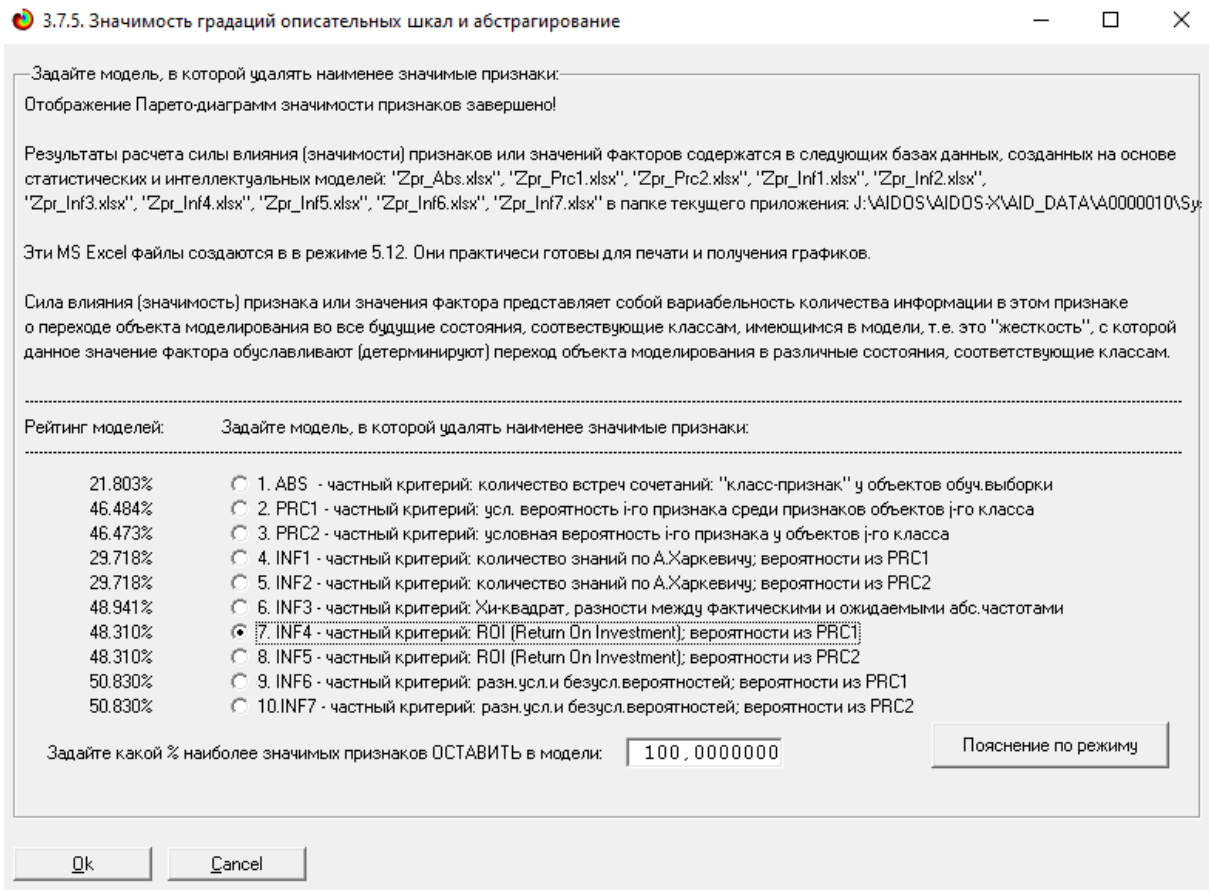 3.7.5. Значимость градаций описательных шкал и абстрагирование
Задайте модель, в которой удалять наименее значимые признаки:
Отображение Парето-диаграмм значимости признаков завершено!
Результаты расчета силы влияния (значимости) признаков или значений факторов содержатся в следующих базах данных, созданных на основе
статистических и интеллектуальных моделей: "Zpr_Abs.xlsx", "Zpr_Prc1.xlsx", "Zpr_Prc2.xlsx", "Zpr_Inf1.xlsx", "Zpr_Inf2.xlsx",
"Zpr_Inf3.xlsx", "Zpr_Inf4.xlsx", "Zpr_Inf5.xlsx", "Zpr_Inf6.xlsx", "Zpr_Inf7.xlsx" в папке текущего приложения: J:\AIDOS\AIDOS-X\AID_DATA\A0000010\Sy
Эти MS Excel файлы создаются в в режиме 5.12. Они практичеси готовы для печати и получения графиков.
Сила влияния (значимость) признака или значения фактора представляет собой вариабельность количества информации в этом признаке
о переходе объекта моделирования во все будущие состояния, соотвествующие классам, имеющимся в модели, т.е. это "жесткость", с которой
данное значение фактора обуславливают (детерминируют) переход объекта моделирования в различные состояния, соответствующие классам.
Рейтинг моделей: Задайте модель, в которой удалять наименее значимые признаки:
21.803% 1. ABS - частный критерий: количество встреч сочетаний: "класс-признак" у объектов обуч.выборки
46.484% 2. PRC1 - частный критерий: усл. вероятность i-го признака среди признаков объектов j-го класса
46.473% 3. PRC2 - частный критерий: условная вероятность i-го признака у объектов j-го класса
29.718% 4. INF1 - частный критерий: количество знаний по А.Харкевичу; вероятности из PRC1
29.718% 5. INF2 - частный критерий: количество знаний по А.Харкевичу; вероятности из PRC2
48.941% 6. INF3 - частный критерий: Хи-квадрат, разности между фактическими и ожидаемыми абс.частотами
48.310% 7. INF4 - частный критерий: ROI (Return On Investment); вероятности из PRC1
48.310% 8. INF5 - частный критерий: ROI (Return On Investment); вероятности из PRC2
50.830% 9. INF6 - частный критерий: разн.усл.и безусл.вероятностей; вероятности из PRC1
50.830% 10.INF7 - частный критерий: разн.усл.и безусл.вероятностей; вероятности из PRC2
Задайте какой % наиболее значимых признаков ОСТАВИТЬ в модели: 100,0000000 Пояснение по режиму
Ok Cancel